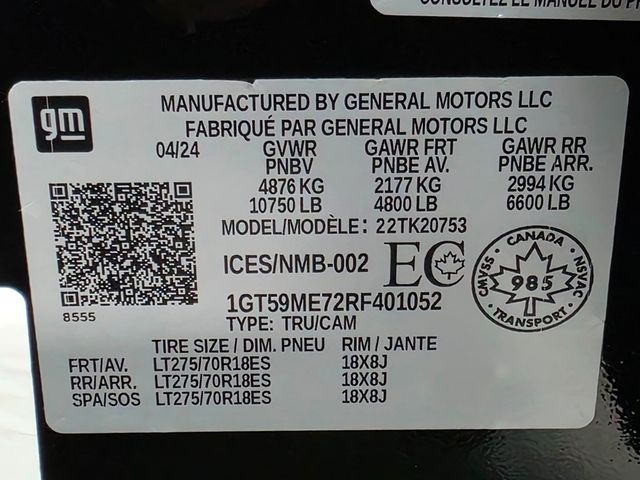 CONSULTEZ LE MANUEL DU
gm
MANUFACTURED BY GENERAL MOTORS LLC
FABRIQUÉ PAR GENERAL MOTORS LLC
04/24 GVWR GAWR FRT GAWR RR
PNBV PNBE AV. PNBE ARR.
4876 KG 2177 KG 2994 KG
10750 LB 4800 LB 6600 LB
MODEL/MODÈLE: 22TK20753
ICES/NMB-002 EC
CANADA
CMVSS 985 NSVAC
TRANSPORT
8555
1GT59ME72RF401052
TYPE: TRU/CAM
TIRE SIZE / DIM. PNEU RIM / JANTE
FRT/AV. LT275/70R18ES 18X8J
RR/ARR. LT275/70R18ES 18X8J
SPA/SOS LT275/70R18ES 18X8J